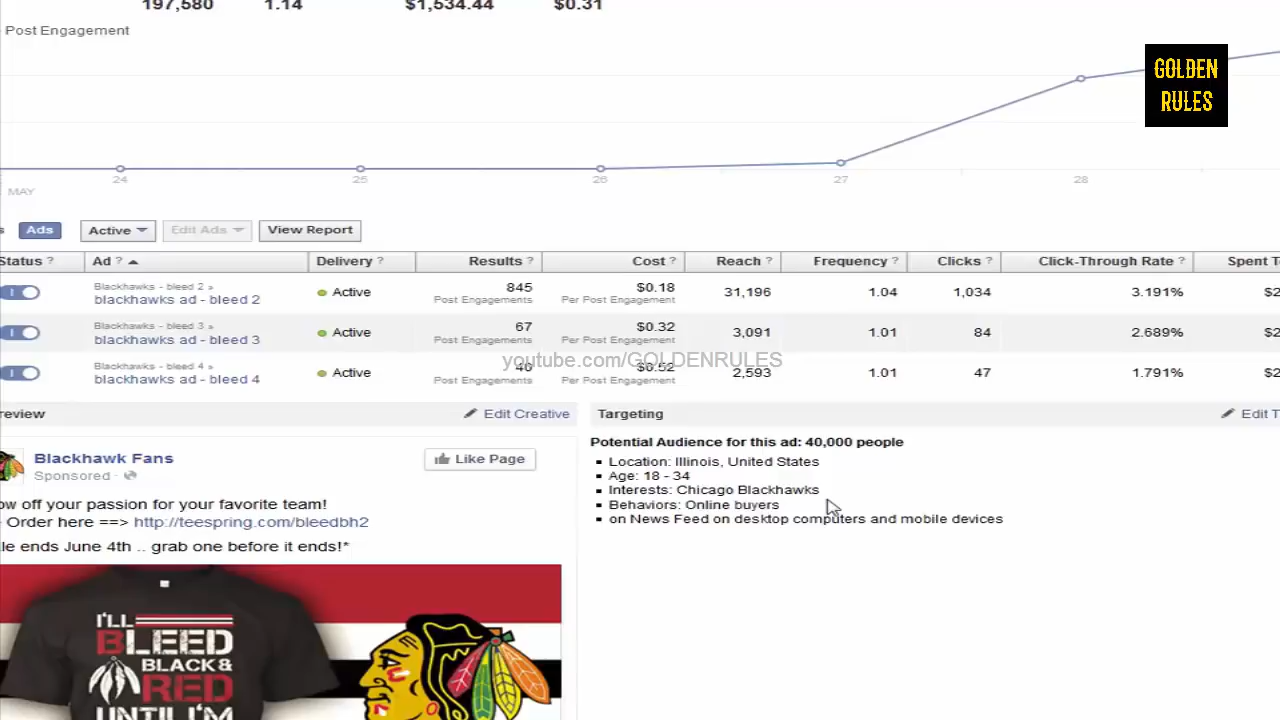 197,580 1.14 $1,534.44 $0.31
Post Engagement
GOLDEN
RULES
24 25 26 27 28
MAY
s Ads Active Edit Ads View Report
Status ? Ad ? Delivery ? Results ? Cost ? Reach ? Frequency ? Clicks ? Click-Through Rate ? Spent T
Blackhawks - bleed 2 » 845 $0.18
blackhawks ad - bleed 2 Active Post Engagements Per Post Engagement 31,196 1.04 1,034 3.191% $2
Blackhawks - bleed 3 » 67 $0.32
blackhawks ad - bleed 3 Active Post Engagements Per Post Engagement 3,091 1.01 84 2.689% $2
youtube.com/GOLDENRULES
Blackhawks - bleed 4 » 46 $0.52
blackhawks ad - bleed 4 Active Post Engagements Per Post Engagement 2,593 1.01 47 1.791% $2
review Edit Creative Targeting Edit T
Blackhawk Fans Like Page
Sponsored ·
ow off your passion for your favorite team!
Order here ==> http://teespring.com/bleedbh2
le ends June 4th .. grab one before it ends!*
Potential Audience for this ad: 40,000 people
Location: Illinois, United States
Age: 18 - 34
Interests: Chicago Blackhawks
Behaviors: Online buyers
on News Feed on desktop computers and mobile devices
I'LL
BLEED
BLACK &
RED
UNTIL I'M